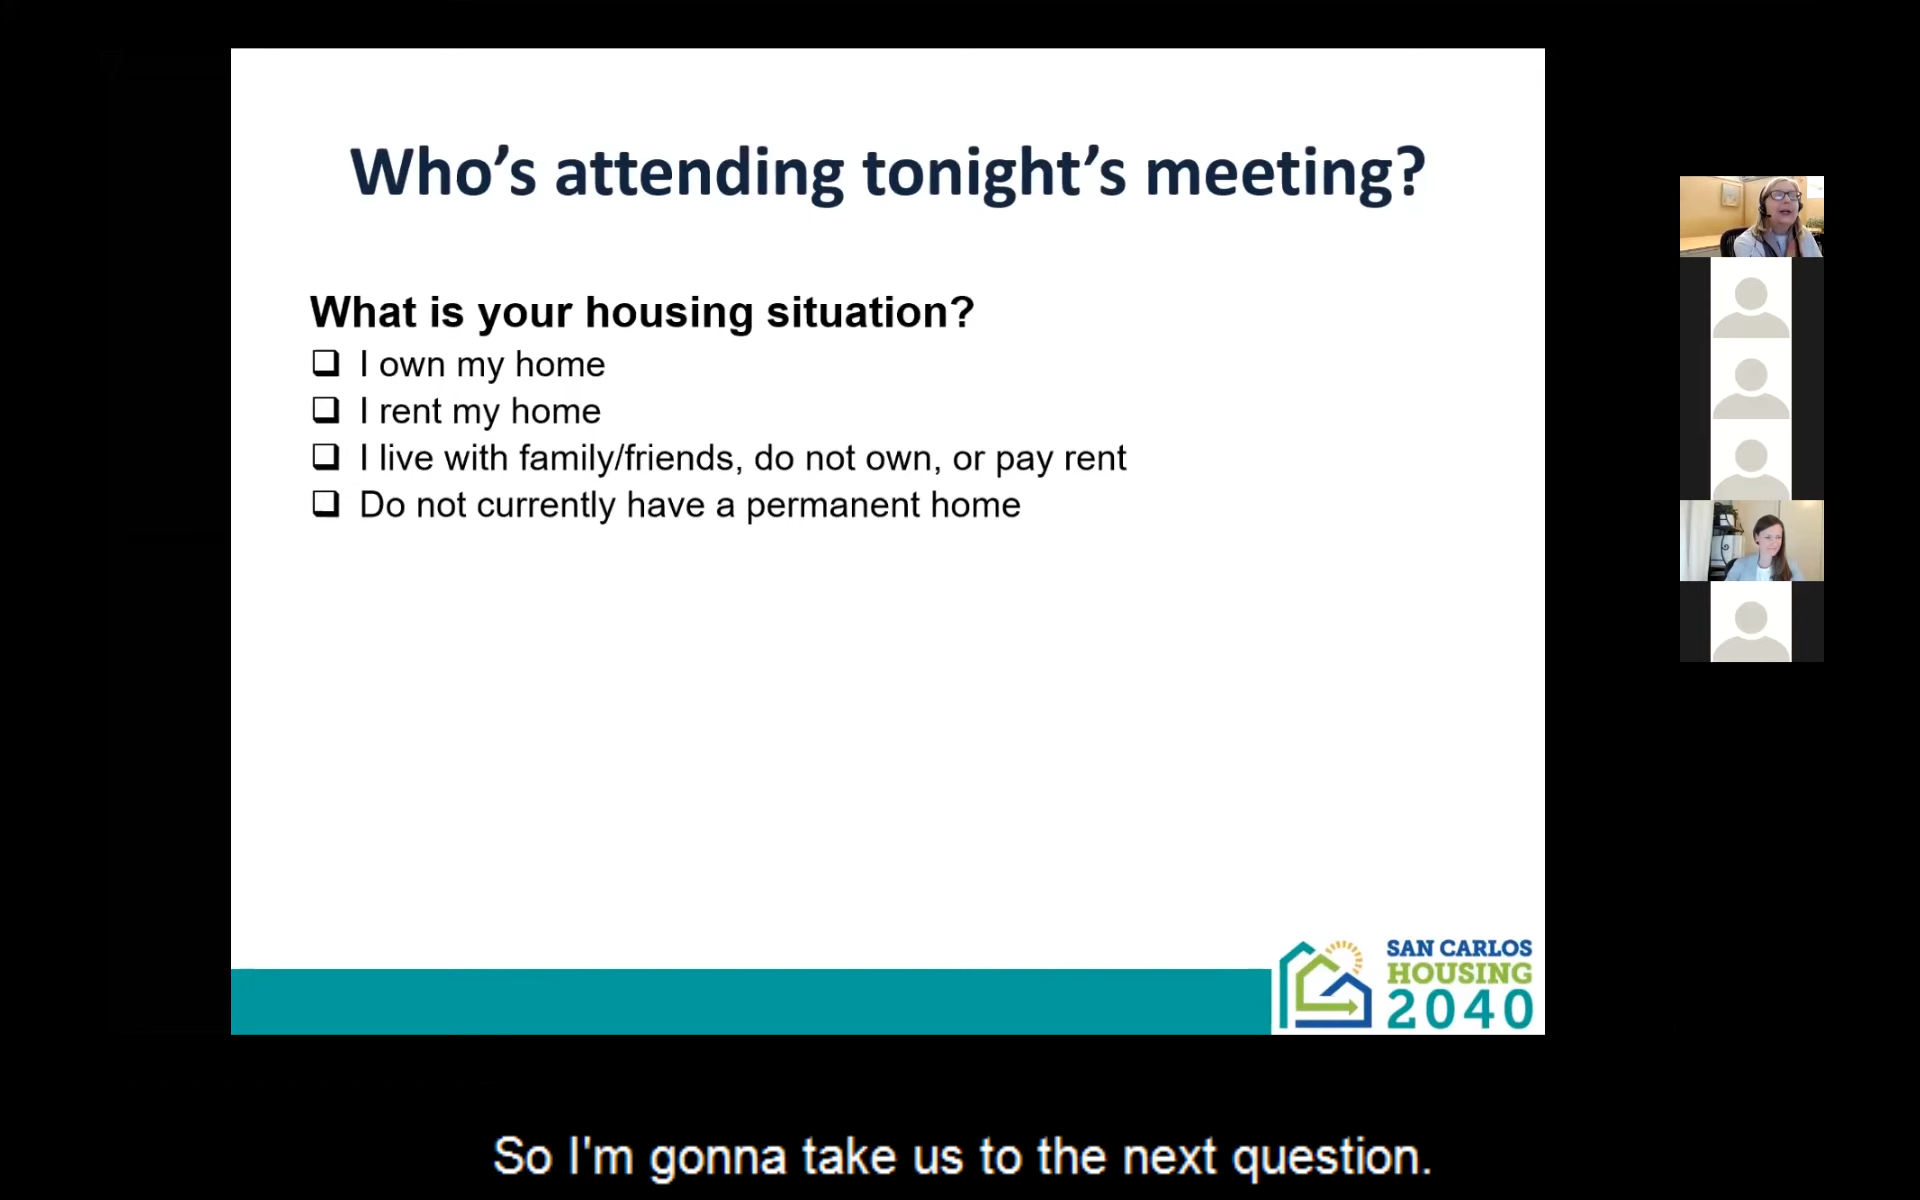 Who’s attending tonight’s meeting?
What is your housing situation?
I own my home
I rent my home
I live with family/friends, do not own, or pay rent
Do not currently have a permanent home
SAN CARLOS
HOUSING
2040
So I'm gonna take us to the next question.